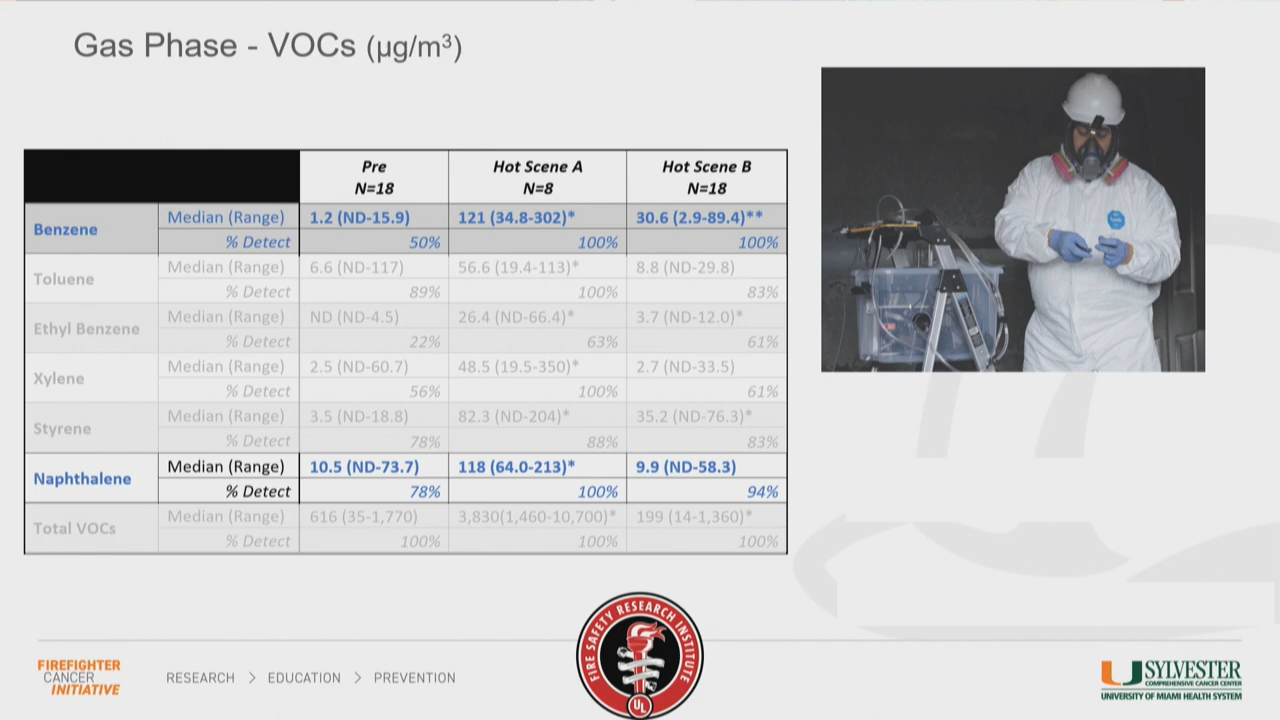 Gas Phase - VOCs (µg/m³)
Pre Hot Scene A Hot Scene B
N=18 N=8 N=18
Benzene Median (Range) 1.2 (ND-15.9) 121 (34.8-302)* 30.6 (2.9-89.4)**
% Detect 50% 100% 100%
Toluene Median (Range) 6.6 (ND-117) 56.6 (19.4-113)* 8.8 (ND-29.8)
% Detect 89% 100% 83%
Ethyl Benzene Median (Range) ND (ND-4.5) 26.4 (ND-66.4)* 3.7 (ND-12.0)*
% Detect 22% 63% 61%
Xylene Median (Range) 2.5 (ND-60.7) 48.5 (19.5-350)* 2.7 (ND-33.5)
% Detect 56% 100% 61%
Styrene Median (Range) 3.5 (ND-18.8) 82.3 (ND-204)* 35.2 (ND-76.3)*
% Detect 78% 88% 83%
Naphthalene Median (Range) 10.5 (ND-73.7) 118 (64.0-213)* 9.9 (ND-58.3)
% Detect 78% 100% 94%
Total VOCs Median (Range) 616 (35-1,770) 3,830(1,460-10,700)* 199 (14-1,360)*
% Detect 100% 100% 100%
FIREFIGHTER
CANCER
INITIATIVE
RESEARCH > EDUCATION > PREVENTION
FIRE SAFETY RESEARCH INSTITUTE
UL
SYLVESTER
COMPREHENSIVE CANCER CENTER
UNIVERSITY OF MIAMI HEALTH SYSTEM